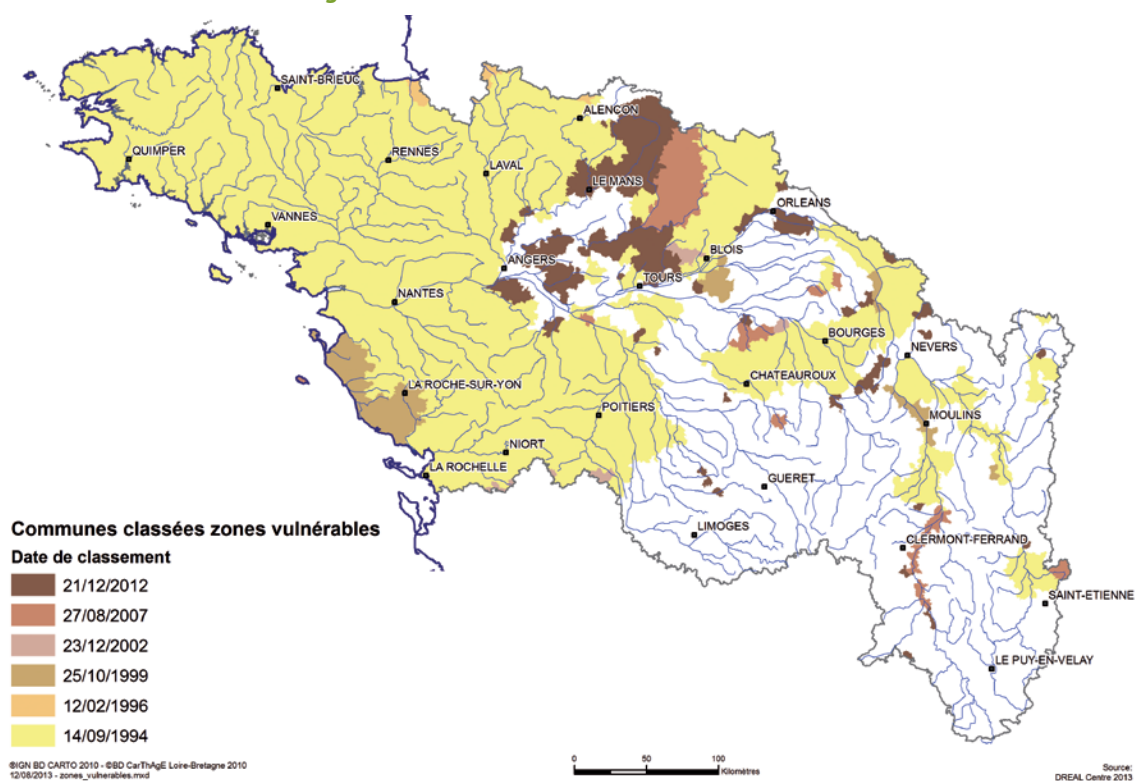 SAINT-BRIEUC
ALENCON
QUIMPER
RENNES
LAVAL
LE MANS
ORLEANS
VANNES
BLOIS
ANGERS
TOURS
NANTES
BOURGES
NEVERS
CHATEAUROUX
LA ROCHE-SUR-YON
POITIERS
MOULINS
NIORT
LA ROCHELLE
GUERET
LIMOGES
CLERMONT-FERRAND
SAINT-ETIENNE
LE PUY-EN-VELAY
Communes classées zones vulnérables
Date de classement
21/12/2012
27/08/2007
23/12/2002
25/10/1999
12/02/1996
14/09/1994
©IGN BD CARTO 2010 - ©BD CarThAgE Loire-Bretagne 2010
12/08/2013 - zones_vulnerables.mxd
0 50 100
Kilomètres
Source:
DREAL Centre 2013